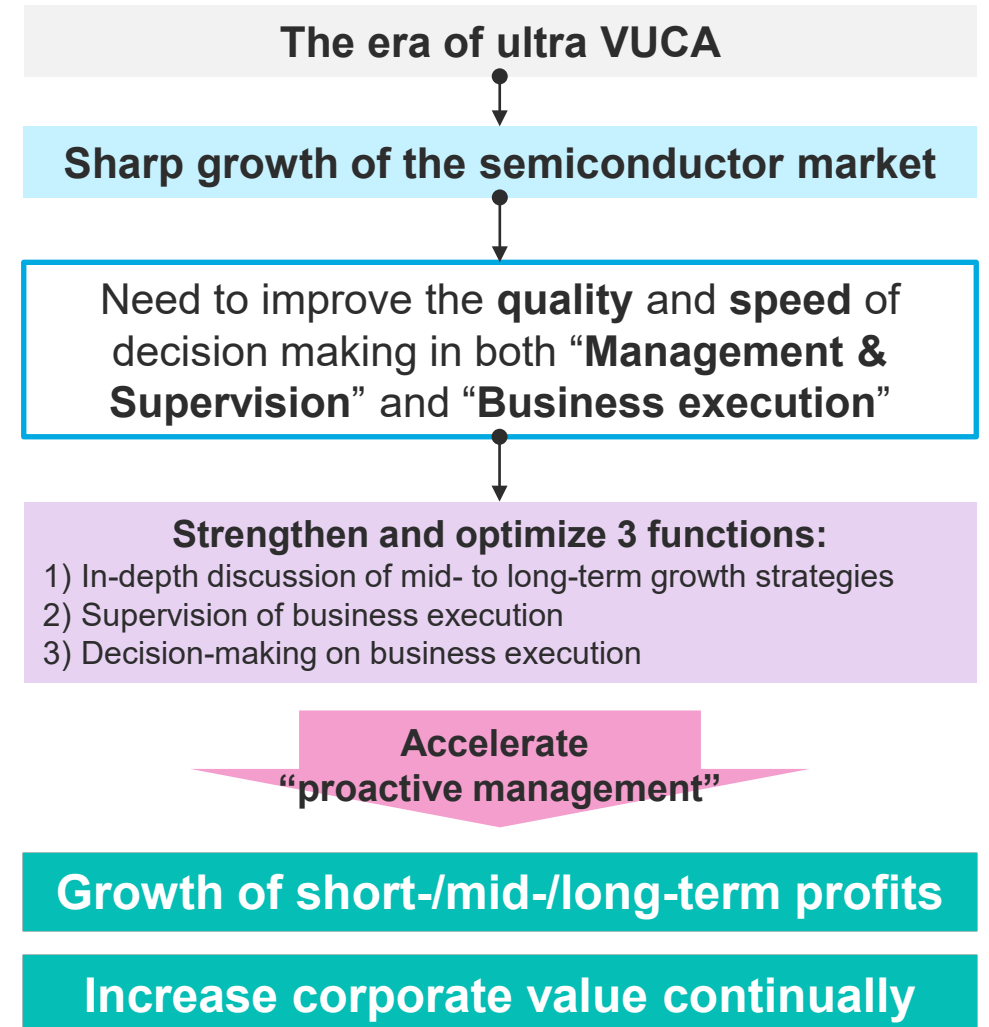 The era of ultra VUCA
Sharp growth of the semiconductor market
Need to improve the quality and speed of
decision making in both “Management &
Supervision” and “Business execution”
Strengthen and optimize 3 functions:
1) In-depth discussion of mid- to long-term growth strategies
2) Supervision of business execution
3) Decision-making on business execution
Accelerate
“proactive management”
Growth of short-/mid-/long-term profits
Increase corporate value continually